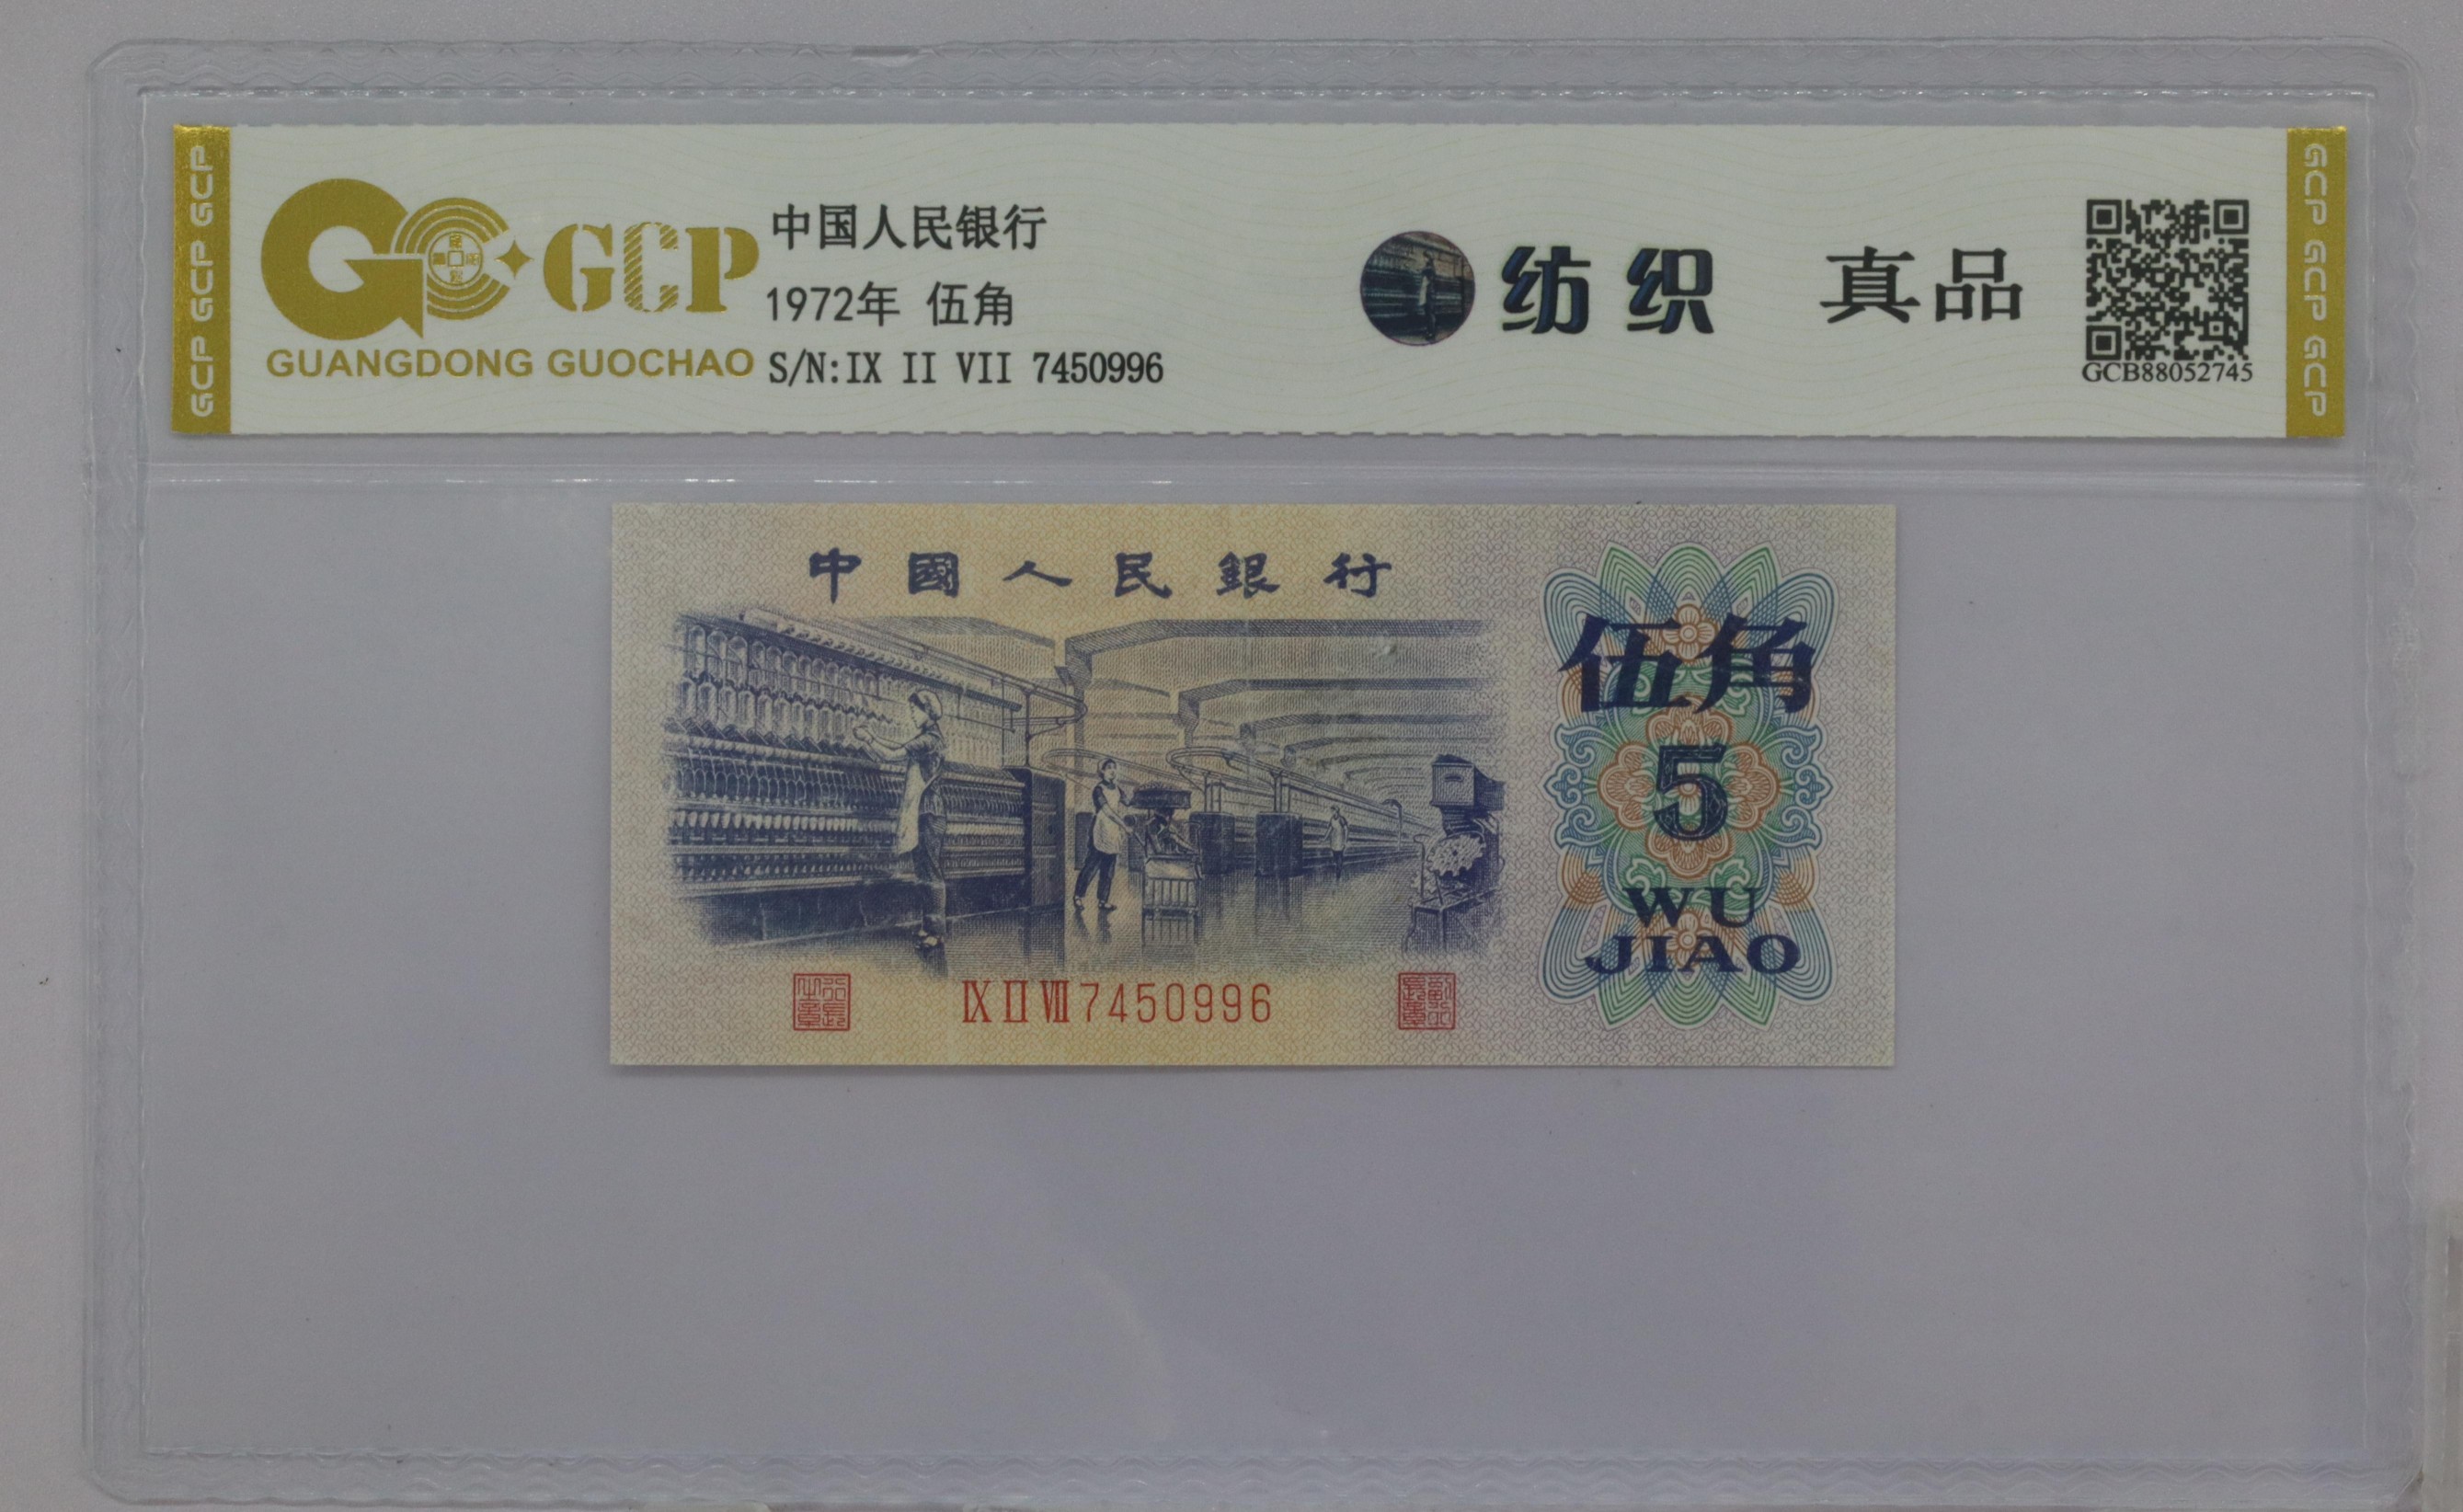 GCP GCP GCP
GCP
GUANGDONG GUOCHAO
中国人民银行
1972年 伍角
S/N:IX II VII 7450996
纺织 真品
GCB88052745
GCP GCP GCP
中國人民銀行
伍角
5
WU
JIAO
IX II VII 7450996